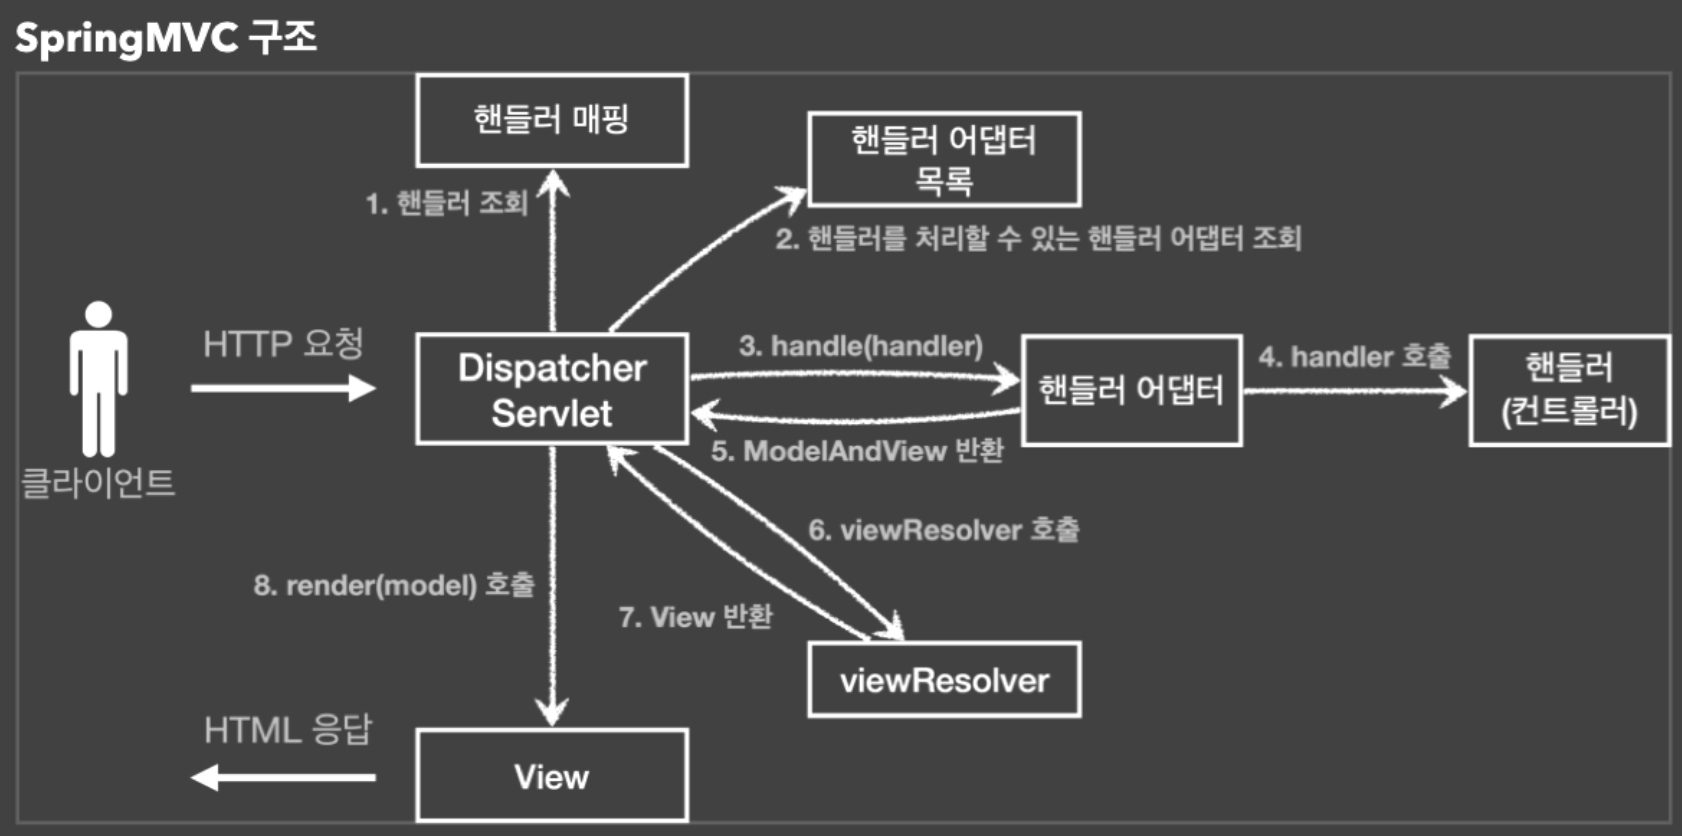 SpringMVC 구조
핸들러 매핑
핸들러 어댑터
목록
1. 핸들러 조회
2. 핸들러를 처리할 수 있는 핸들러 어댑터 조회
HTTP 요청
클라이언트
Dispatcher
Servlet
3. handle(handler)
핸들러 어댑터
4. handler 호출
핸들러
(컨트롤러)
5. ModelAndView 반환
6. viewResolver 호출
8. render(model) 호출
7. View 반환
viewResolver
HTML 응답
View